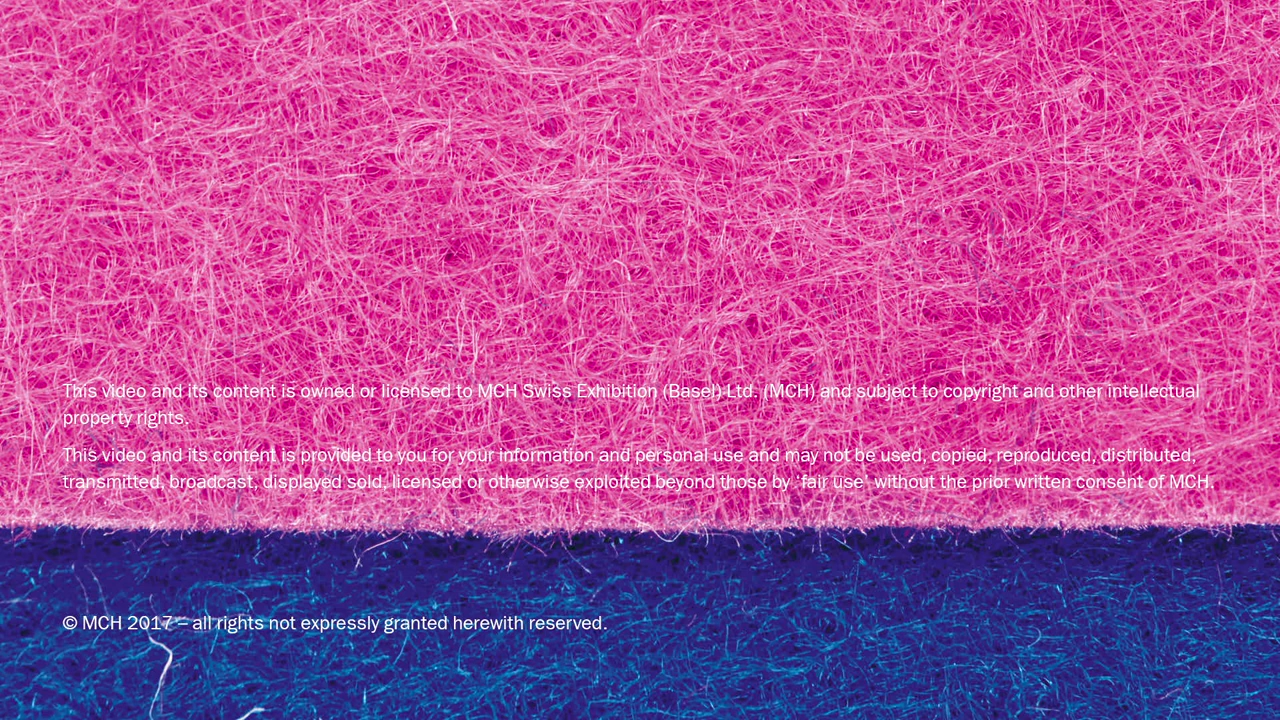 This video and its content is owned or licensed to MCH Swiss Exhibition (Basel) Ltd. (MCH) and subject to copyright and other intellectual
property rights.
This video and its content is provided to you for your information and personal use and may not be used, copied, reproduced, distributed,
transmitted, broadcast, displayed sold, licensed or otherwise exploited beyond those by 'fair use' without the prior written consent of MCH.
© MCH 2017 – all rights not expressly granted herewith reserved.